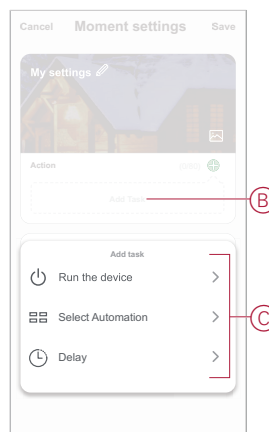 Cancel Moment settings Save
My settings
Action
Add Task
B
Add task
Run the device
Select Automation
C
Delay